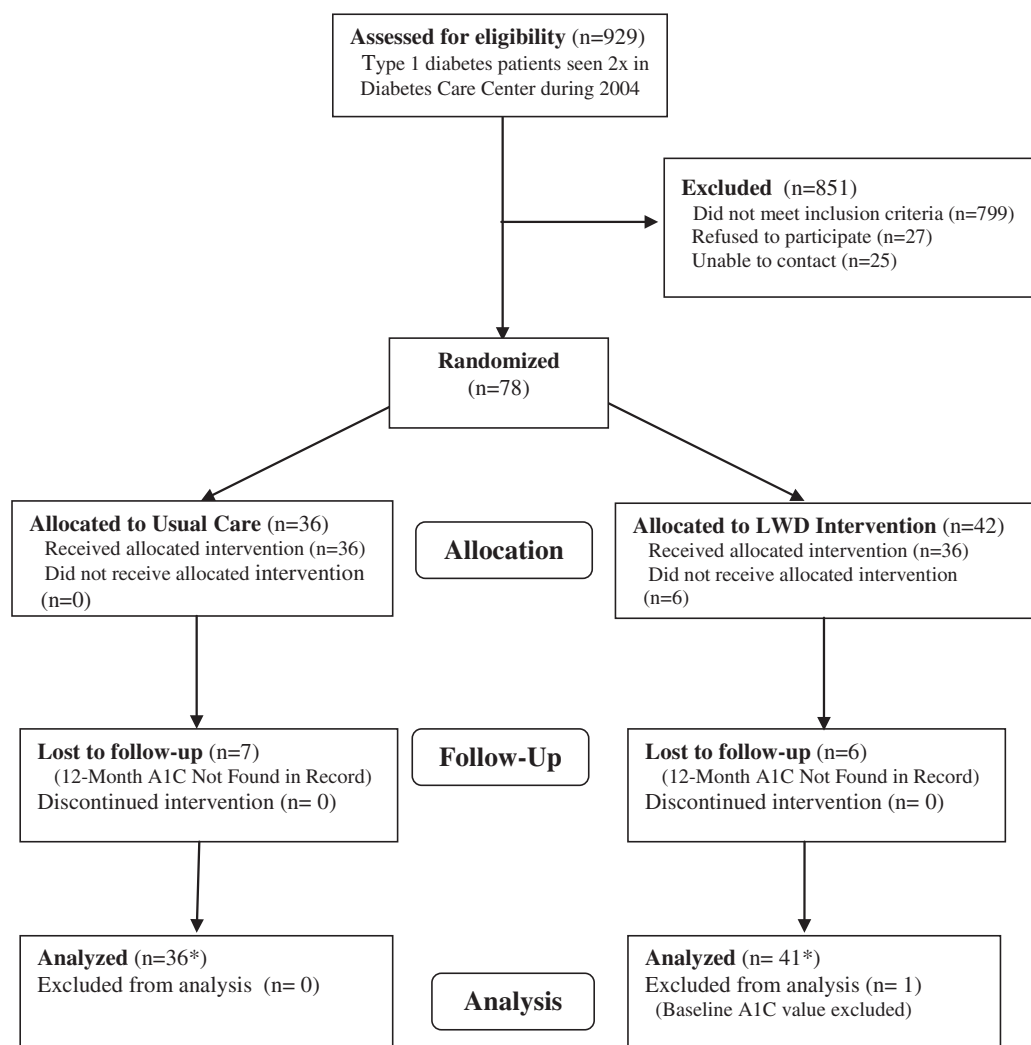 Assessed for eligibility (n=929)
Type 1 diabetes patients seen 2x in
Diabetes Care Center during 2004
Excluded (n=851)
Did not meet inclusion criteria (n=799)
Refused to participate (n=27)
Unable to contact (n=25)
Randomized
(n=78)
Allocated to Usual Care (n=36)
Received allocated intervention (n=36)
Did not receive allocated intervention
(n=0)
Allocation
Allocated to LWD Intervention (n=42)
Received allocated intervention (n=36)
Did not receive allocated intervention
(n=6)
Lost to follow-up (n=7)
(12-Month A1C Not Found in Record)
Discontinued intervention (n= 0)
Follow-Up
Lost to follow-up (n=6)
(12-Month A1C Not Found in Record)
Discontinued intervention (n= 0)
Analyzed (n=36*)
Excluded from analysis (n= 0)
Analysis
Analyzed (n= 41*)
Excluded from analysis (n= 1)
(Baseline A1C value excluded)